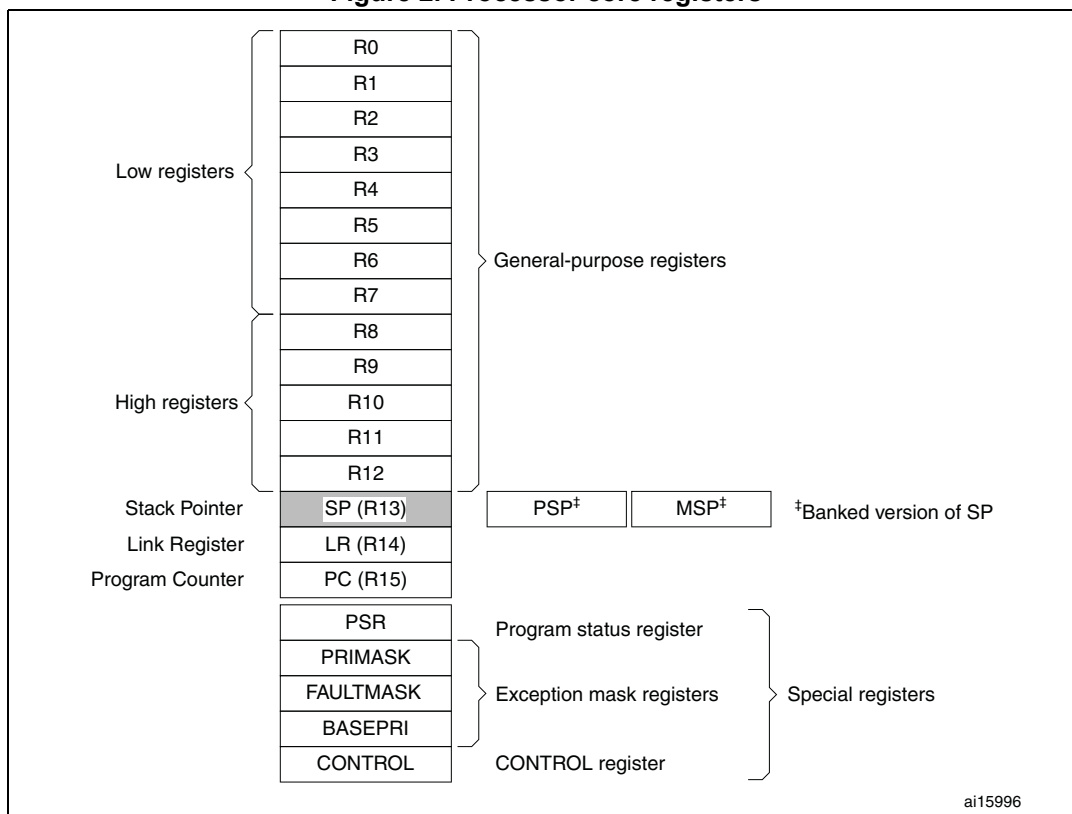 Figure 2. Processor core registers
R0
R1
R2
R3
Low registers
R4
R5
R6
General-purpose registers
R7
R8
R9
High registers
R10
R11
R12
Stack Pointer
SP (R13)
PSP‡
MSP‡
‡Banked version of SP
Link Register
LR (R14)
Program Counter
PC (R15)
PSR
Program status register
PRIMASK
FAULTMASK
Exception mask registers
Special registers
BASEPRI
CONTROL
CONTROL register
ai15996